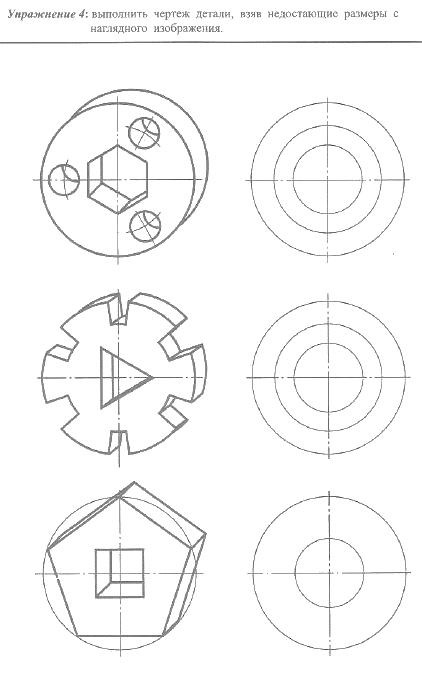 Упражнение 4: выполнить чертеж детали, взяв недостающие размеры с
наглядного изображения.